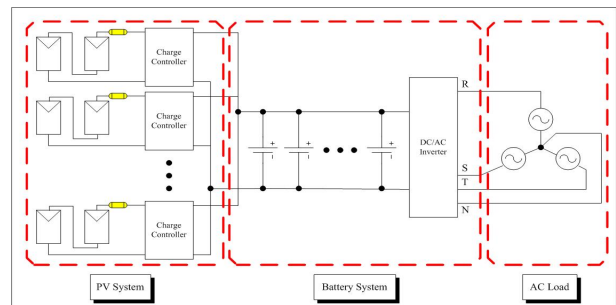 Charge
Controller
Charge
Controller
Charge
Controller
+
−
+
−
+
−
DC/AC
Inverter
R
S
T
N
PV System
Battery System
AC Load